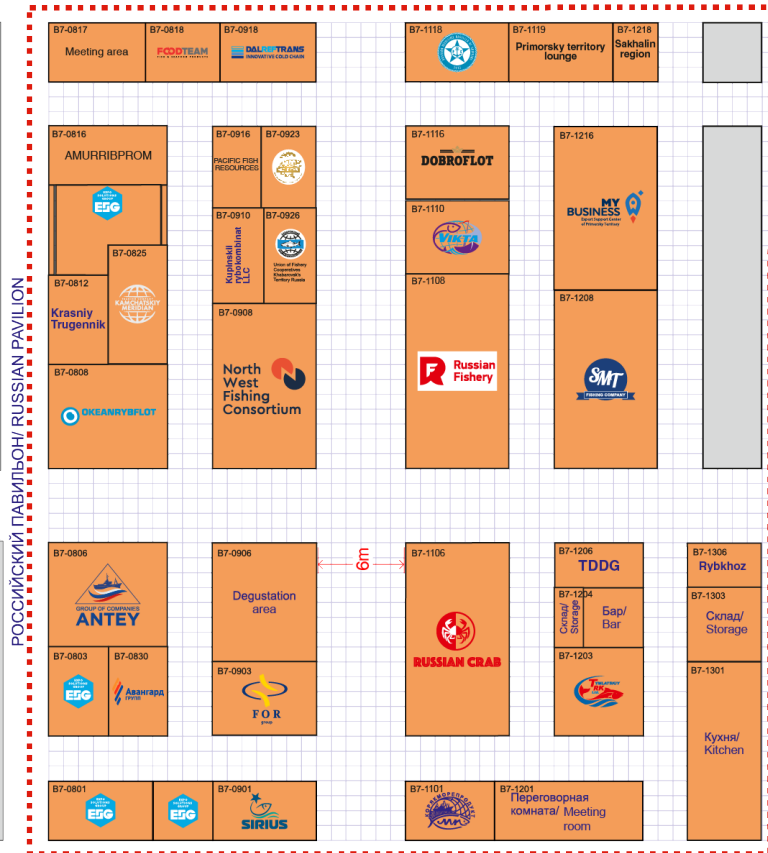 РОССИЙСКИЙ ПАВИЛЬОН/ RUSSIAN PAVILION
B7-0817
Meeting area
B7-0818
FOODTEAM
B7-0918
DALREFTRANS
INNOVATIVE COLD CHAIN
B7-1118
B7-1119
Primorsky territory
lounge
B7-1218
Sakhalin
region
B7-0816
AMURRIBPROM
ESG
B7-0825
KAMCHATSKIY
MERIDIAN
B7-0812
Krasniy
Trugennik
B7-0808
OKEANRYBFLOT
B7-0916
PACIFIC FISH
RESOURCES
B7-0923
B7-0910
Kuplnskii
rybokombinat
LLC
B7-0926
Union of Fishery
Cooperatives
Khabarovsk's
Territory Russia
B7-0908
North
West
Fishing
Consortium
B7-1116
DOBROFLOT
B7-1110
VIKTA
B7-1108
Russian
Fishery
B7-1216
MY
BUSINESS
Export Support Center
of Primorsky Territory
B7-1208
SMT
FISHING COMPANY
B7-0806
GROUP OF COMPANIES
ANTEY
B7-0803
ESG
B7-0830
Авангард
ГРУПП
B7-0906
Degustation
area
B7-0903
FOR
group
6m
B7-1106
RUSSIAN CRAB
B7-1206
TDDG
B7-1204
Склад/
Storage
Бар/
Bar
B7-1203
B7-1306
Rybkhoz
B7-1303
Склад/
Storage
B7-1301
Кухня/
Kitchen
B7-0801
ESG
ESG
B7-0901
SIRIUS
B7-1101
B7-1201
Переговорная
комната/ Meeting
room